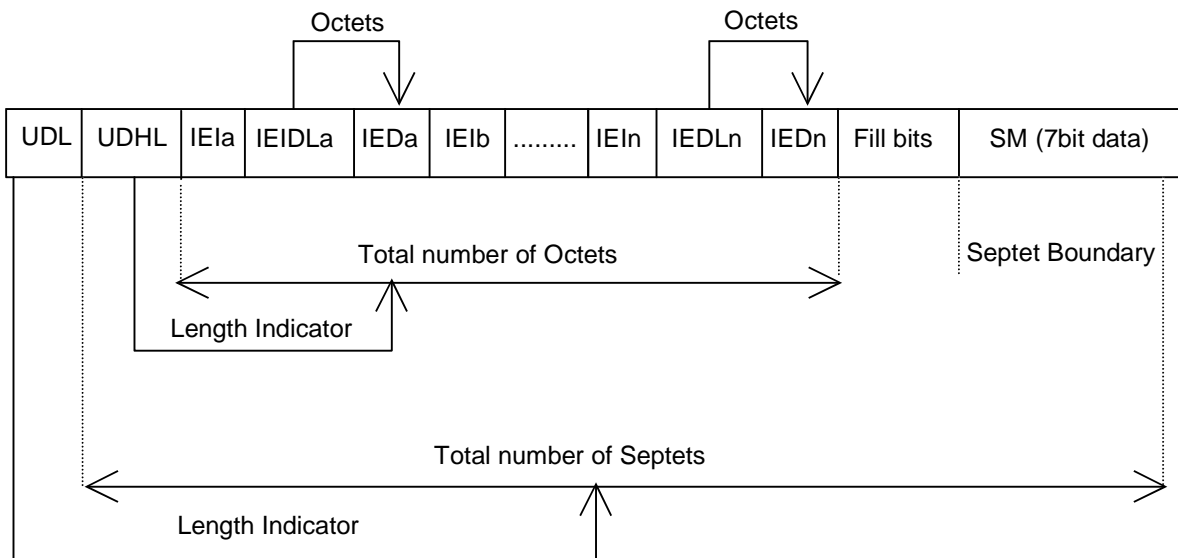 Octets Octets
UDL UDHL IEIa IEIDLa IEDa IEIb ......... IEIn IEDLn IEDn Fill bits SM (7bit data)
Total number of Octets
Septet Boundary
Length Indicator
Total number of Septets
Length Indicator